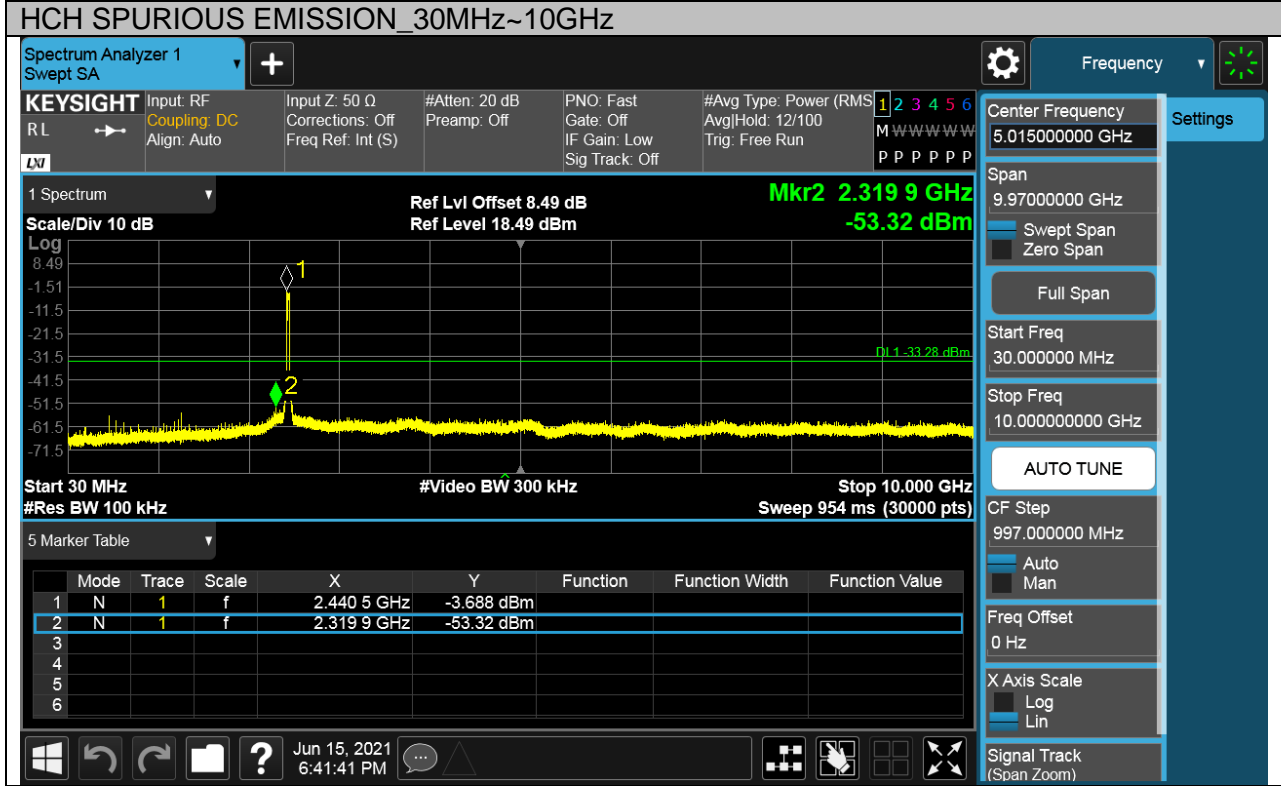 HCH SPURIOUS EMISSION_30MHz~10GHz
Spectrum Analyzer 1
Swept SA
+
Frequency
KEYSIGHT
RL
LXI
Input: RF
Coupling: DC
Align: Auto
Input Z: 50 Ω
Corrections: Off
Freq Ref: Int (S)
#Atten: 20 dB
Preamp: Off
PNO: Fast
Gate: Off
IF Gain: Low
Sig Track: Off
#Avg Type: Power (RMS
Avg|Hold: 12/100
Trig: Free Run
1 2 3 4 5 6
M W W W W W
P P P P P P
1 Spectrum
Scale/Div 10 dB
Ref Lvl Offset 8.49 dB
Ref Level 18.49 dBm
Mkr2 2.319 9 GHz
-53.32 dBm
Log
8.49
-1.51
-11.5
-21.5
-31.5
-41.5
-51.5
-61.5
-71.5
1
2
DL1 -33.28 dBm
Start 30 MHz
#Res BW 100 kHz
#Video BW 300 kHz
Stop 10.000 GHz
Sweep 954 ms (30000 pts)
5 Marker Table
Mode Trace Scale X Y Function Function Width Function Value
1 N 1 f 2.440 5 GHz -3.688 dBm
2 N 1 f 2.319 9 GHz -53.32 dBm
3
4
5
6
Jun 15, 2021
6:41:41 PM
?
Center Frequency
5.015000000 GHz
Settings
Span
9.97000000 GHz
Swept Span
Zero Span
Full Span
Start Freq
30.000000 MHz
Stop Freq
10.000000000 GHz
AUTO TUNE
CF Step
997.000000 MHz
Auto
Man
Freq Offset
0 Hz
X Axis Scale
Log
Lin
Signal Track
(Span Zoom)